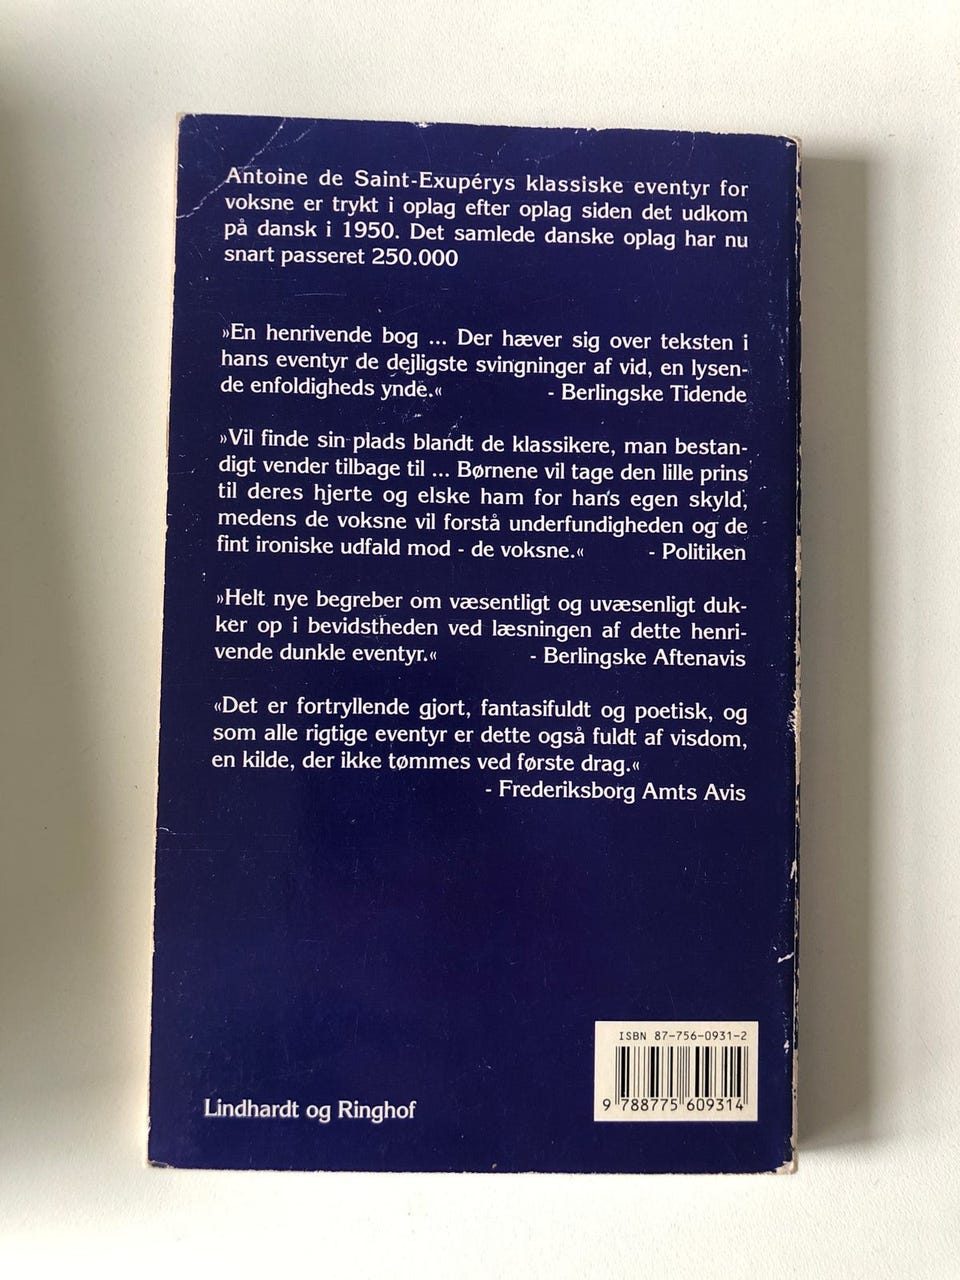 Antoine de Saint-Exupérys klassiske eventyr for
voksne er trykt i oplag efter oplag siden det udkom
på dansk i 1950. Det samlede danske oplag har nu
snart passeret 250.000
»En henrivende bog ... Der hæver sig over teksten i
hans eventyr de dejligste svingninger af vid, en lysen-
de enfoldigheds ynde.« - Berlingske Tidende
»Vil finde sin plads blandt de klassikere, man bestan-
digt vender tilbage til ... Børnene vil tage den lille prins
til deres hjerte og elske ham for han's egen skyld,
medens de voksne vil forstå underfundigheden og de
fint ironiske udfald mod - de voksne.« - Politiken
»Helt nye begreber om væsentligt og uvæsenligt duk-
ker op i bevidstheden ved læsningen af dette henri-
vende dunkle eventyr.« - Berlingske Aftenavis
«Det er fortryllende gjort, fantasifuldt og poetisk, og
som alle rigtige eventyr er dette også fuldt af visdom,
en kilde, der ikke tømmes ved første drag.«
- Frederiksborg Amts Avis
ISBN 87-756-0931-2
9 788775 609314
Lindhardt og Ringhof